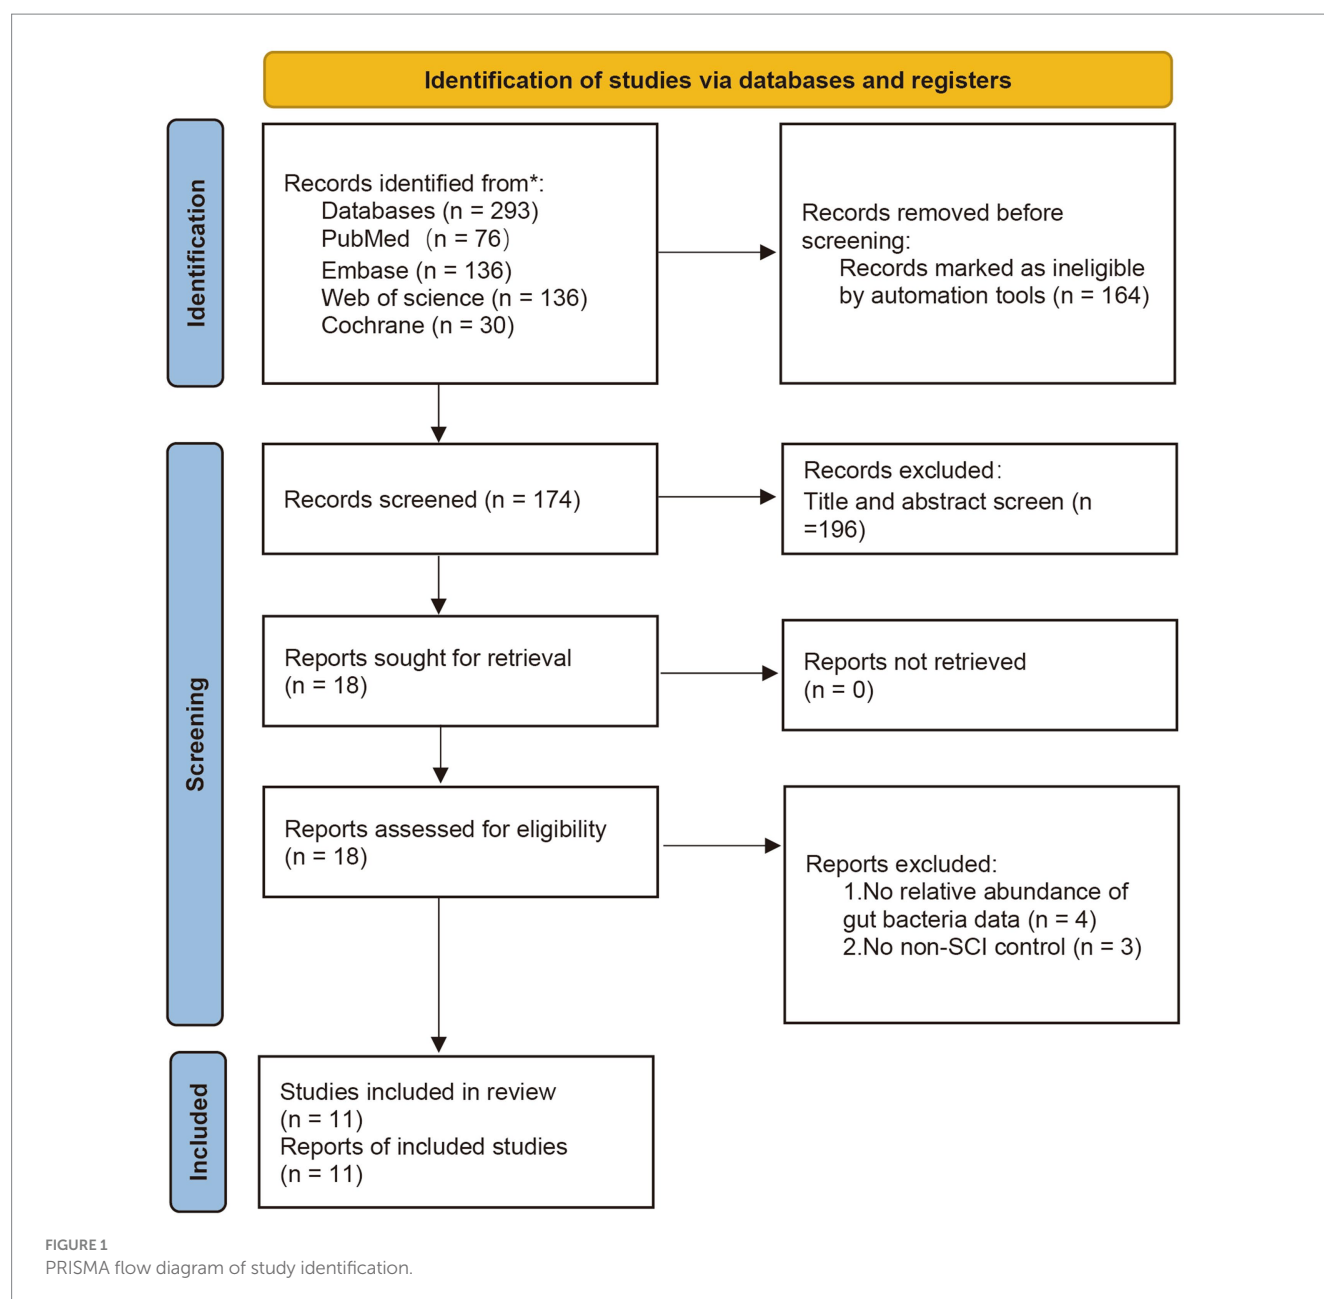 Identification of studies via databases and registers
Identification
Records identified from*:
Databases (n = 293)
PubMed（n = 76）
Embase (n = 136)
Web of science (n = 136)
Cochrane (n = 30)
Records removed before
screening:
Records marked as ineligible
by automation tools (n = 164)
Screening
Records screened (n = 174)
Records excluded:
Title and abstract screen (n
=196)
Reports sought for retrieval
(n = 18)
Reports not retrieved
(n = 0)
Reports assessed for eligibility
(n = 18)
Reports excluded:
1.No relative abundance of
gut bacteria data (n = 4)
2.No non-SCI control (n = 3)
Included
Studies included in review
(n = 11)
Reports of included studies
(n = 11)
FIGURE 1
PRISMA flow diagram of study identification.